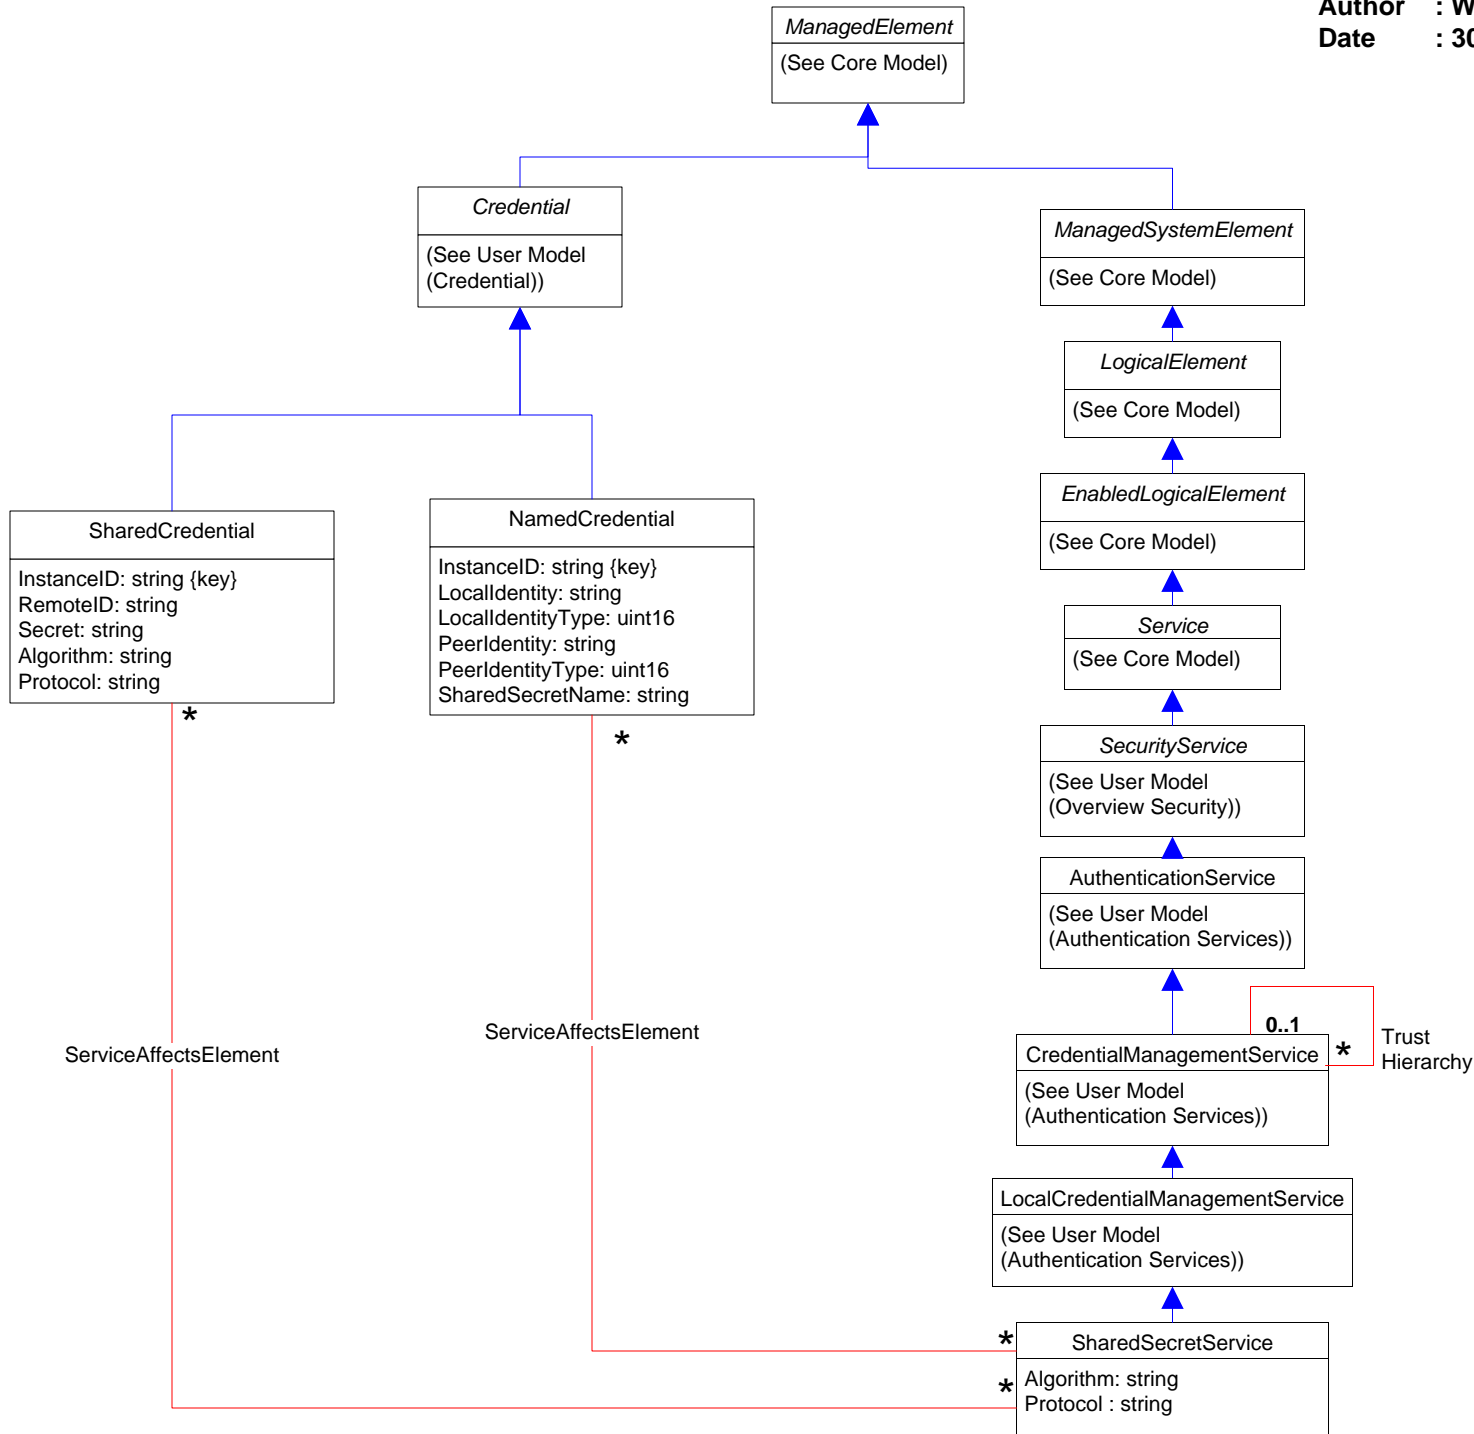 Author : W
Date : 30
ManagedElement
(See Core Model)
Credential
(See User Model
(Credential))
ManagedSystemElement
(See Core Model)
LogicalElement
(See Core Model)
EnabledLogicalElement
(See Core Model)
SharedCredential
InstanceID: string {key}
RemoteID: string
Secret: string
Algorithm: string
Protocol: string
*
NamedCredential
InstanceID: string {key}
LocalIdentity: string
LocalIdentityType: uint16
PeerIdentity: string
PeerIdentityType: uint16
SharedSecretName: string
*
Service
(See Core Model)
SecurityService
(See User Model
(Overview Security))
AuthenticationService
(See User Model
(Authentication Services))
ServiceAffectsElement
ServiceAffectsElement
0..1
*
Trust
Hierarchy
CredentialManagementService
(See User Model
(Authentication Services))
LocalCredentialManagementService
(See User Model
(Authentication Services))
*
*
SharedSecretService
Algorithm: string
Protocol : string